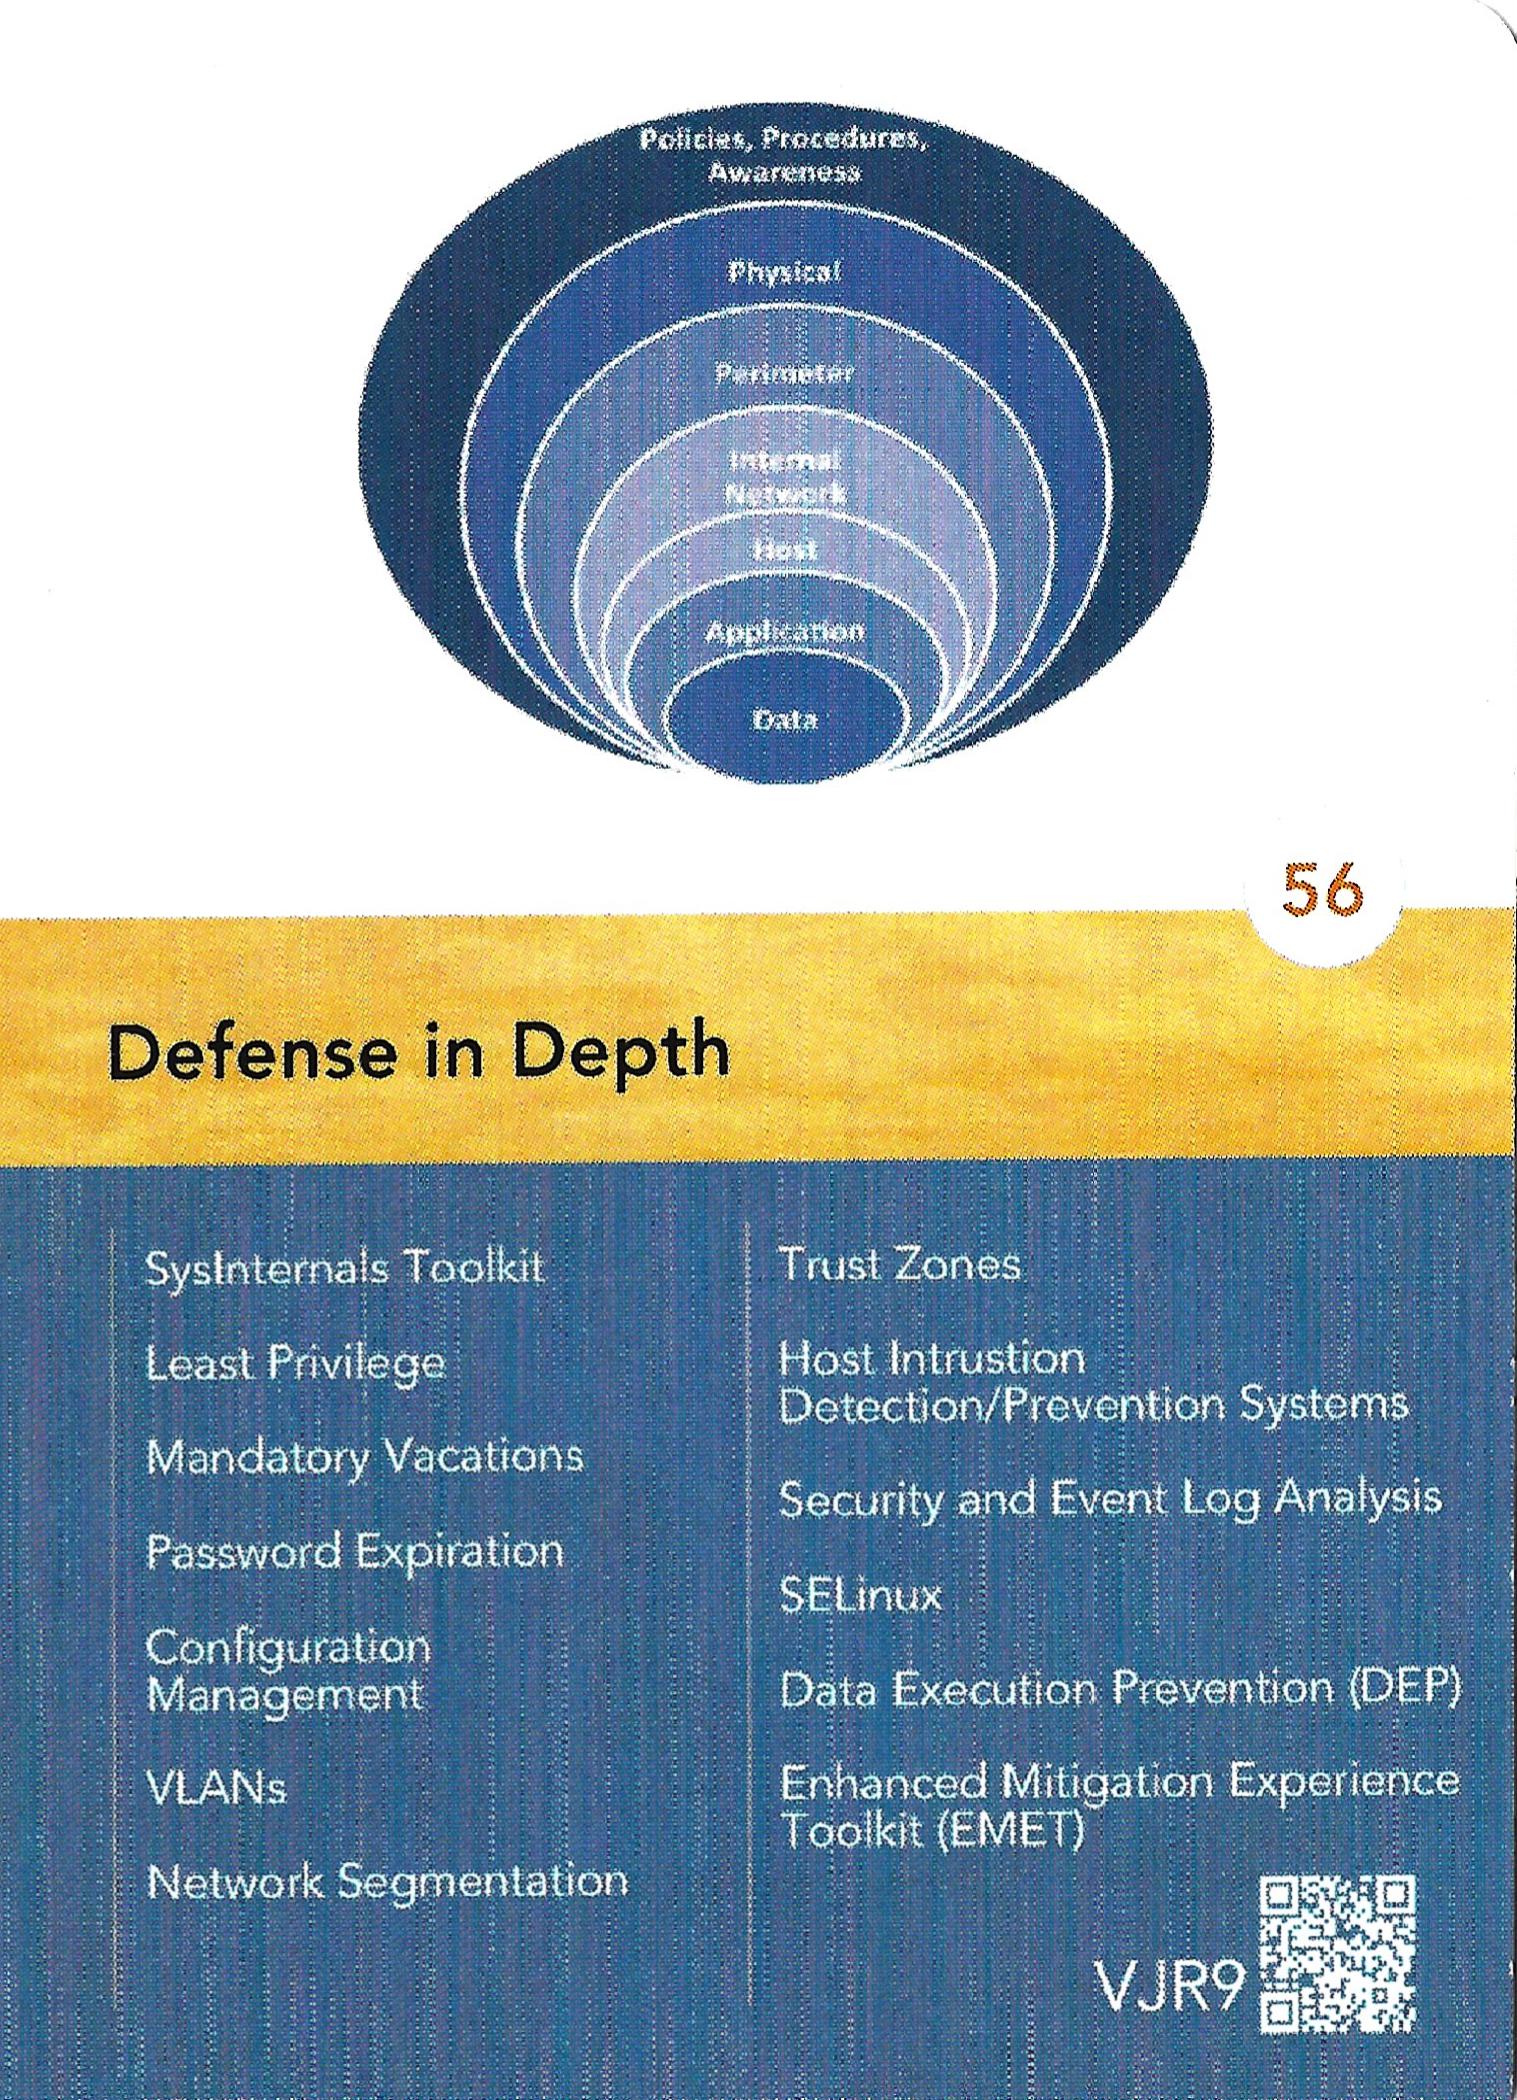 Policies, Procedures,
Awareness
Physical
Perimeter
Internal
Network
Host
Application
Data
56
Defense in Depth
SysInternals Toolkit
Least Privilege
Mandatory Vacations
Password Expiration
Configuration
Management
VLANs
Network Segmentation
Trust Zones
Host Intrustion
Detection/Prevention Systems
Security and Event Log Analysis
SELinux
Data Execution Prevention (DEP)
Enhanced Mitigation Experience
Toolkit (EMET)
VJR9